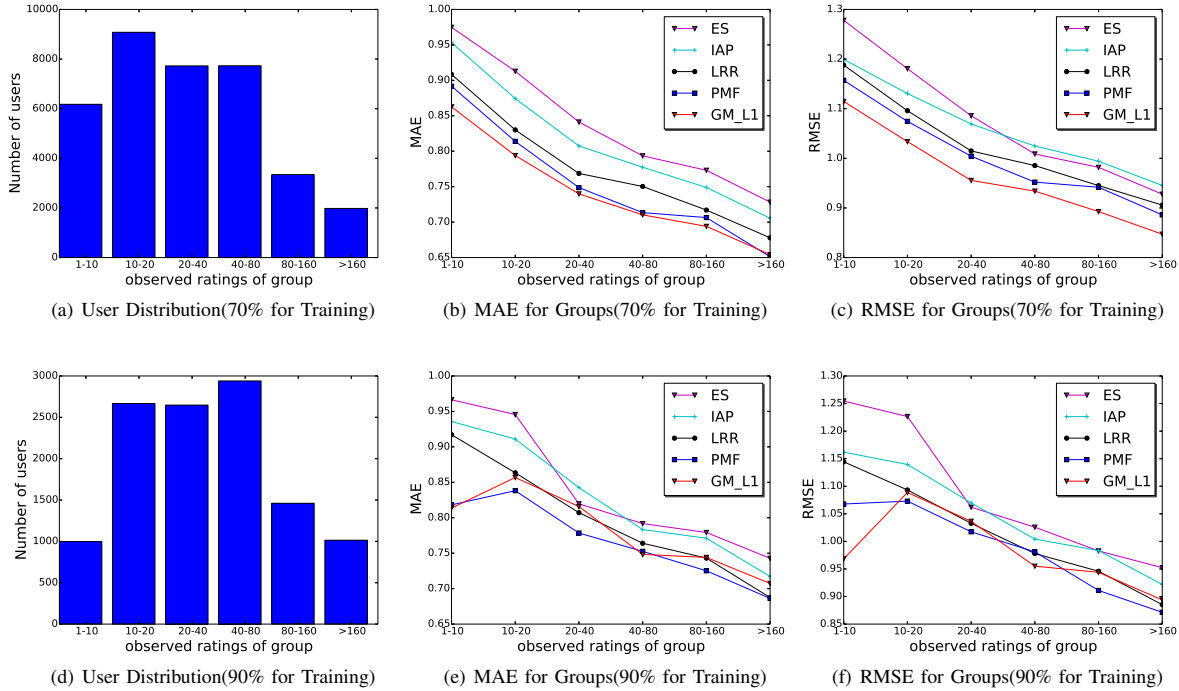 10000
8000
6000
4000
2000
0
Number of users
1-10 10-20 20-40 40-80 80-160 >160
observed ratings of group
(a) User Distribution(70% for Training)
1.00
0.95
0.90
0.85
0.80
0.75
0.70
0.65
MAE
ES
IAP
LRR
PMF
GM_L1
1-10 10-20 20-40 40-80 80-160 >160
observed ratings of group
(b) MAE for Groups(70% for Training)
1.3
1.2
1.1
1.0
0.9
0.8
RMSE
ES
IAP
LRR
PMF
GM_L1
1-10 10-20 20-40 40-80 80-160 >160
observed ratings of group
(c) RMSE for Groups(70% for Training)
3000
2500
2000
1500
1000
500
0
Number of users
1-10 10-20 20-40 40-80 80-160 >160
observed ratings of group
(d) User Distribution(90% for Training)
1.00
0.95
0.90
0.85
0.80
0.75
0.70
0.65
MAE
ES
IAP
LRR
PMF
GM_L1
1-10 10-20 20-40 40-80 80-160 >160
observed ratings of group
(e) MAE for Groups(90% for Training)
1.30
1.25
1.20
1.15
1.10
1.05
1.00
0.95
0.90
0.85
RMSE
ES
IAP
LRR
PMF
GM_L1
1-10 10-20 20-40 40-80 80-160 >160
observed ratings of group
(f) RMSE for Groups(90% for Training)